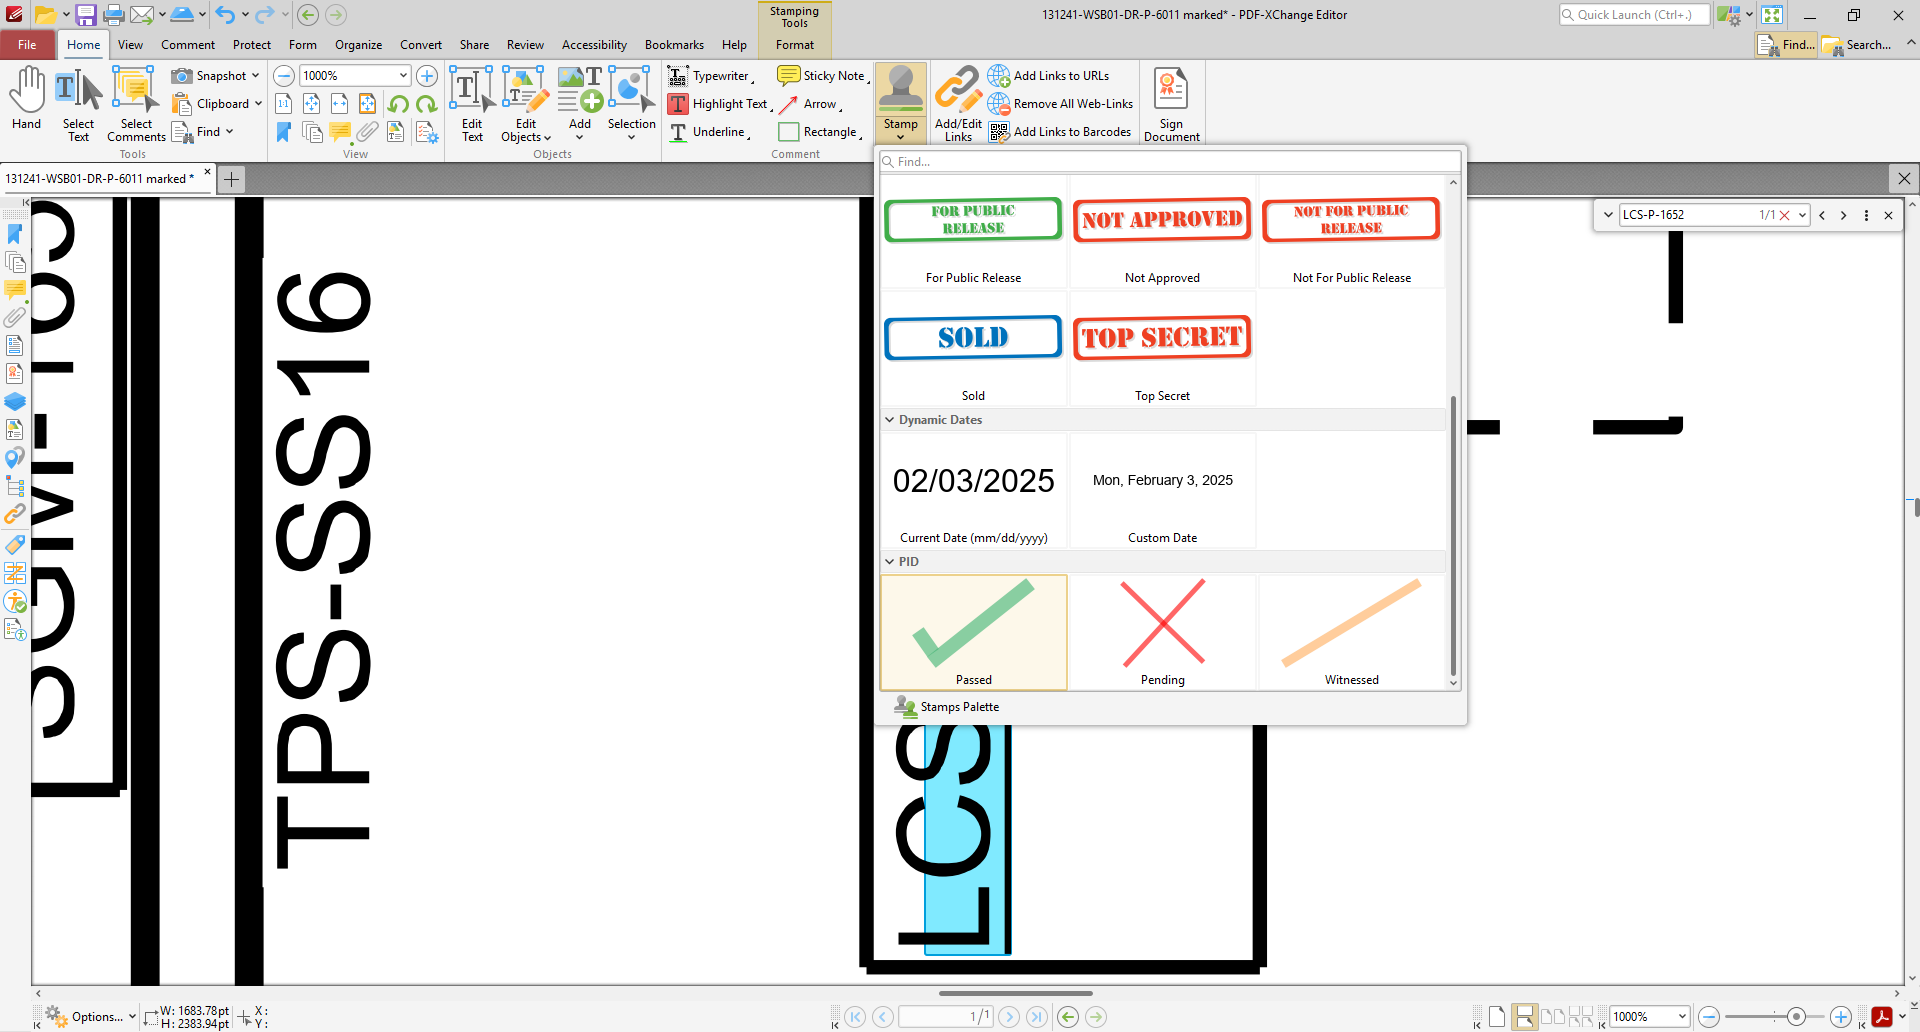 Stamping
Tools
131241-WSB01-DR-P-6011 marked* - PDF-XChange Editor
Quick Launch (Ctrl+.)
File
Home
View
Comment
Protect
Form
Organize
Convert
Share
Review
Accessibility
Bookmarks
Help
Format
Find...
Search...
Hand
Select
Text
Select
Comments
Snapshot
Clipboard
Find
Tools
1000%
1:1
View
Edit
Text
Edit
Objects
Add
Selection
Objects
Typewriter
Highlight Text
Underline
Sticky Note
Arrow
Rectangle
Comment
Stamp
Add/Edit
Links
Add Links to URLs
Remove All Web-Links
Add Links to Barcodes
Sign
Document
131241-WSB01-DR-P-6011 marked *
Find...
LCS-P-1652
1/1
FOR PUBLIC
RELEASE
NOT APPROVED
NOT FOR PUBLIC
RELEASE
For Public Release
Not Approved
Not For Public Release
SOLD
TOP SECRET
Sold
Top Secret
Dynamic Dates
02/03/2025
Mon, February 3, 2025
Current Date (mm/dd/yyyy)
Custom Date
PID
Passed
Pending
Witnessed
Stamps Palette
TPS-SS16
LCS
Options...
W: 1683.78pt
H: 2383.94pt
X:
Y:
1/1
1000%